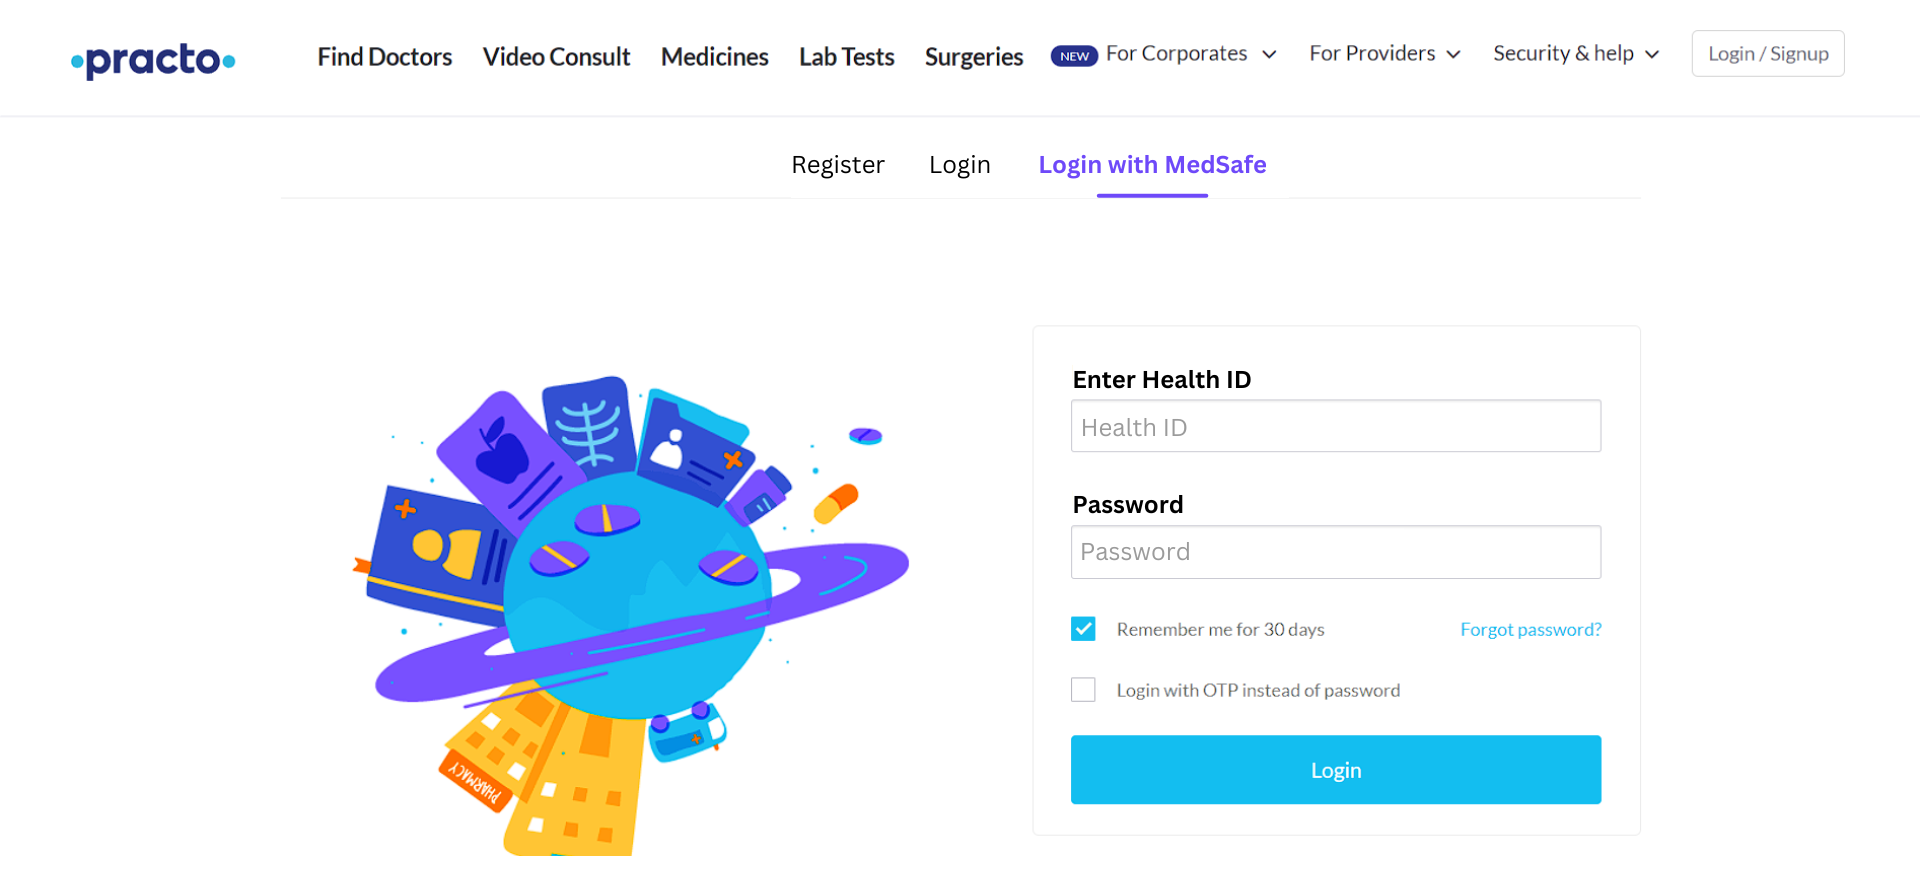 practo
Find Doctors Video Consult Medicines Lab Tests Surgeries NEW For Corporates For Providers Security & help Login / Signup
Register Login Login with MedSafe
Enter Health ID
Health ID
Password
Password
Remember me for 30 days Forgot password?
Login with OTP instead of password
Login
PHARMACY